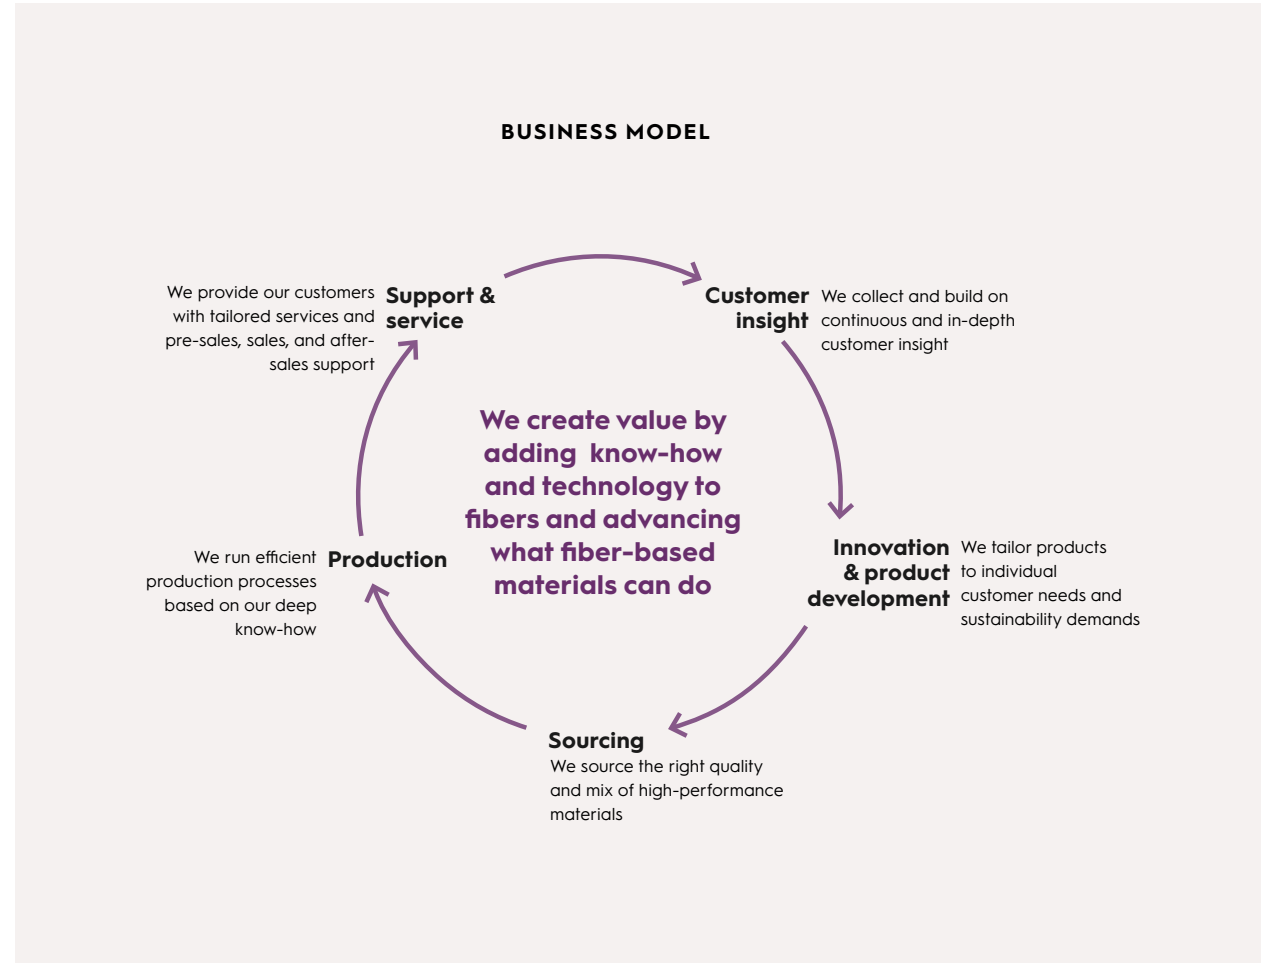 BUSINESS MODEL
We provide our customers
with tailored services and
pre-sales, sales, and after-
sales support
Support &
service
Customer
insight
We collect and build on
continuous and in-depth
customer insight
We create value by
adding know-how
and technology to
fibers and advancing
what fiber-based
materials can do
Innovation
& product
development
We tailor products
to individual
customer needs and
sustainability demands
We run efficient
production processes
based on our deep
know-how
Production
Sourcing
We source the right quality
and mix of high-performance
materials